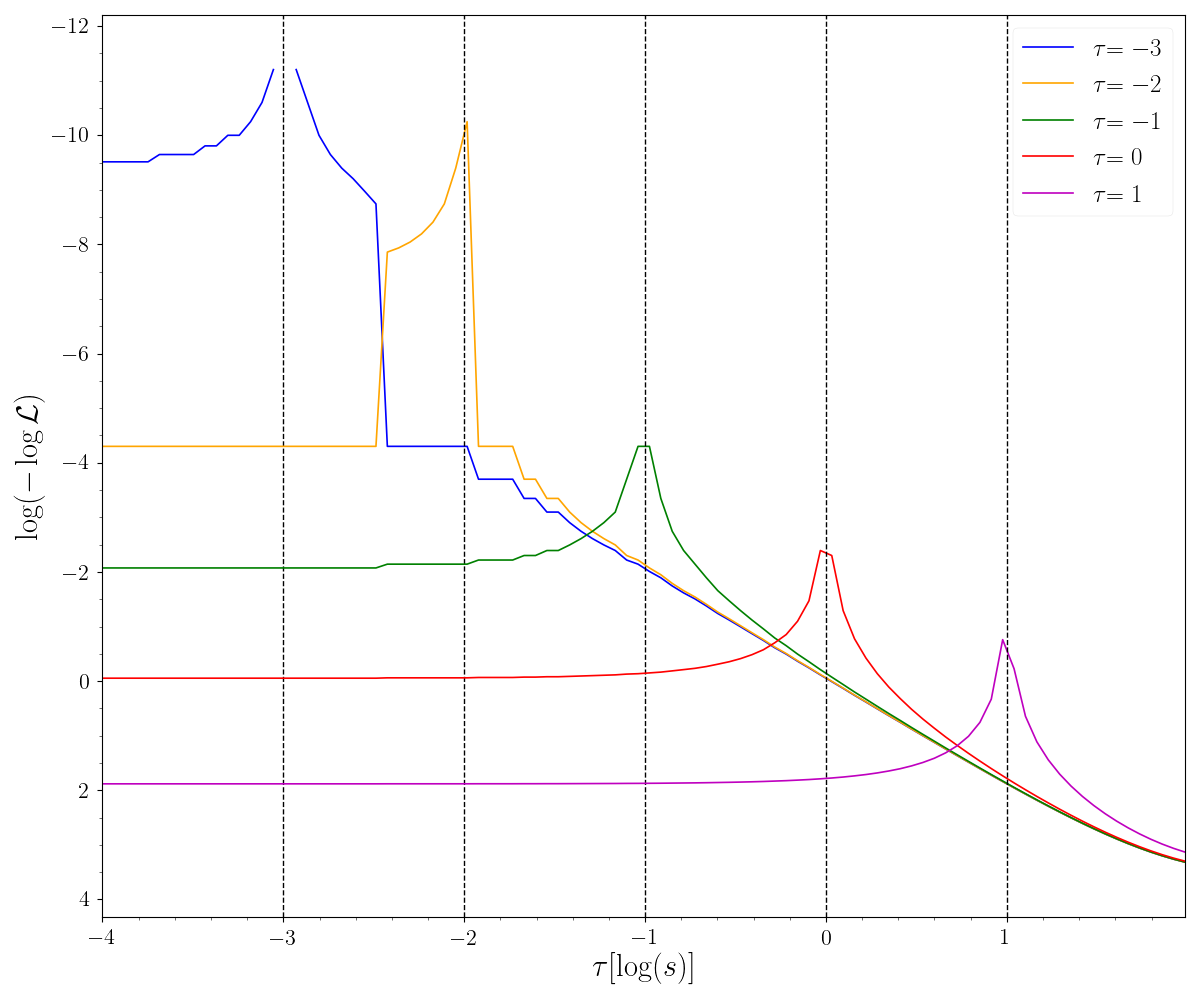 −12
−10
−8
−6
−4
−2
0
2
4
log(− log ℒ)
−4
−3
−2
−1
0
1
τ[log(s)]
τ = −3
τ = −2
τ = −1
τ = 0
τ = 1